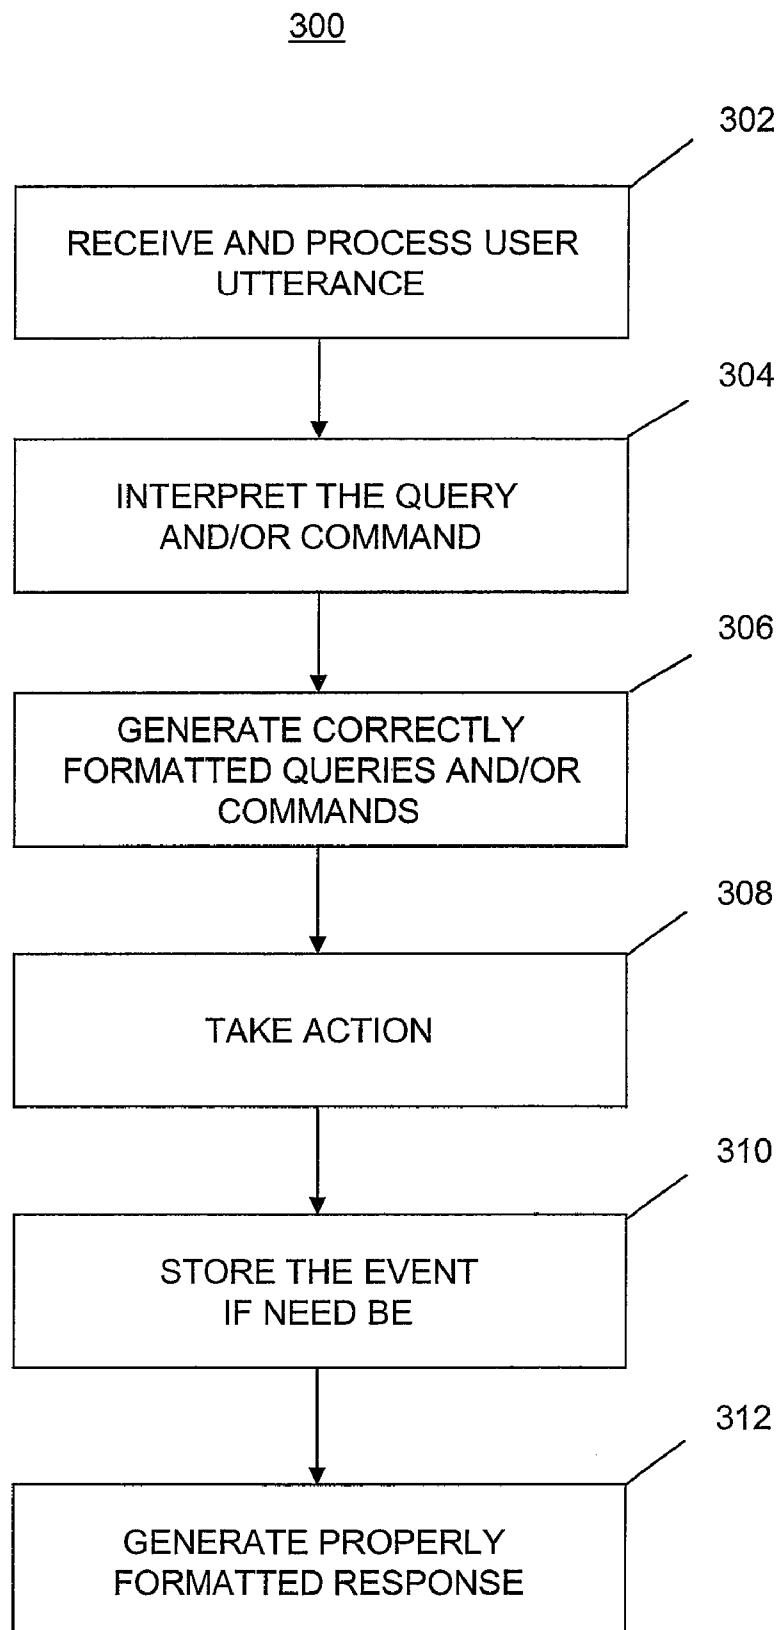 300
302
RECEIVE AND PROCESS USER
UTTERANCE
304
INTERPRET THE QUERY
AND/OR COMMAND
306
GENERATE CORRECTLY
FORMATTED QUERIES AND/OR
COMMANDS
308
TAKE ACTION
310
STORE THE EVENT
IF NEED BE
312
GENERATE PROPERLY
FORMATTED RESPONSE